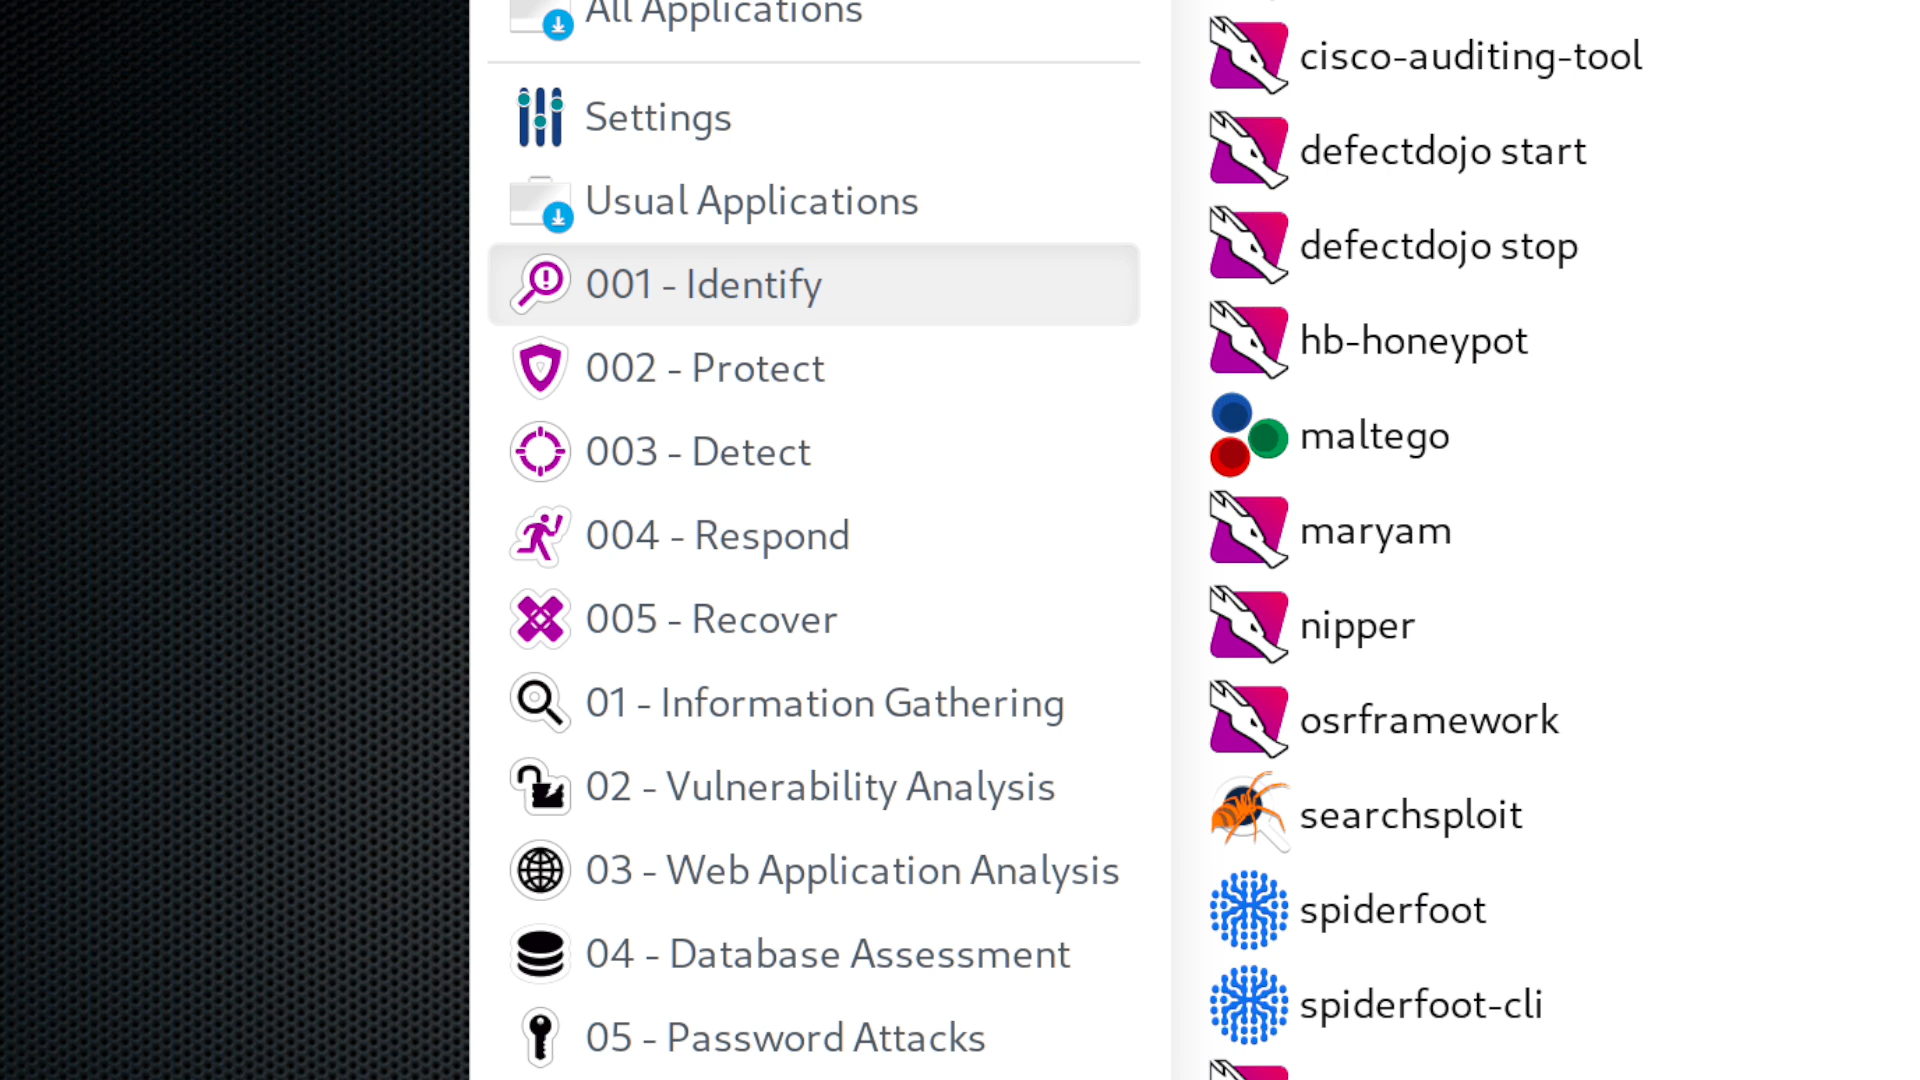 All Applications
Settings
Usual Applications
001 - Identify
002 - Protect
003 - Detect
004 - Respond
005 - Recover
01 - Information Gathering
02 - Vulnerability Analysis
03 - Web Application Analysis
04 - Database Assessment
05 - Password Attacks
cisco-auditing-tool
defectdojo start
defectdojo stop
hb-honeypot
maltego
maryam
nipper
osrframework
searchsploit
spiderfoot
spiderfoot-cli